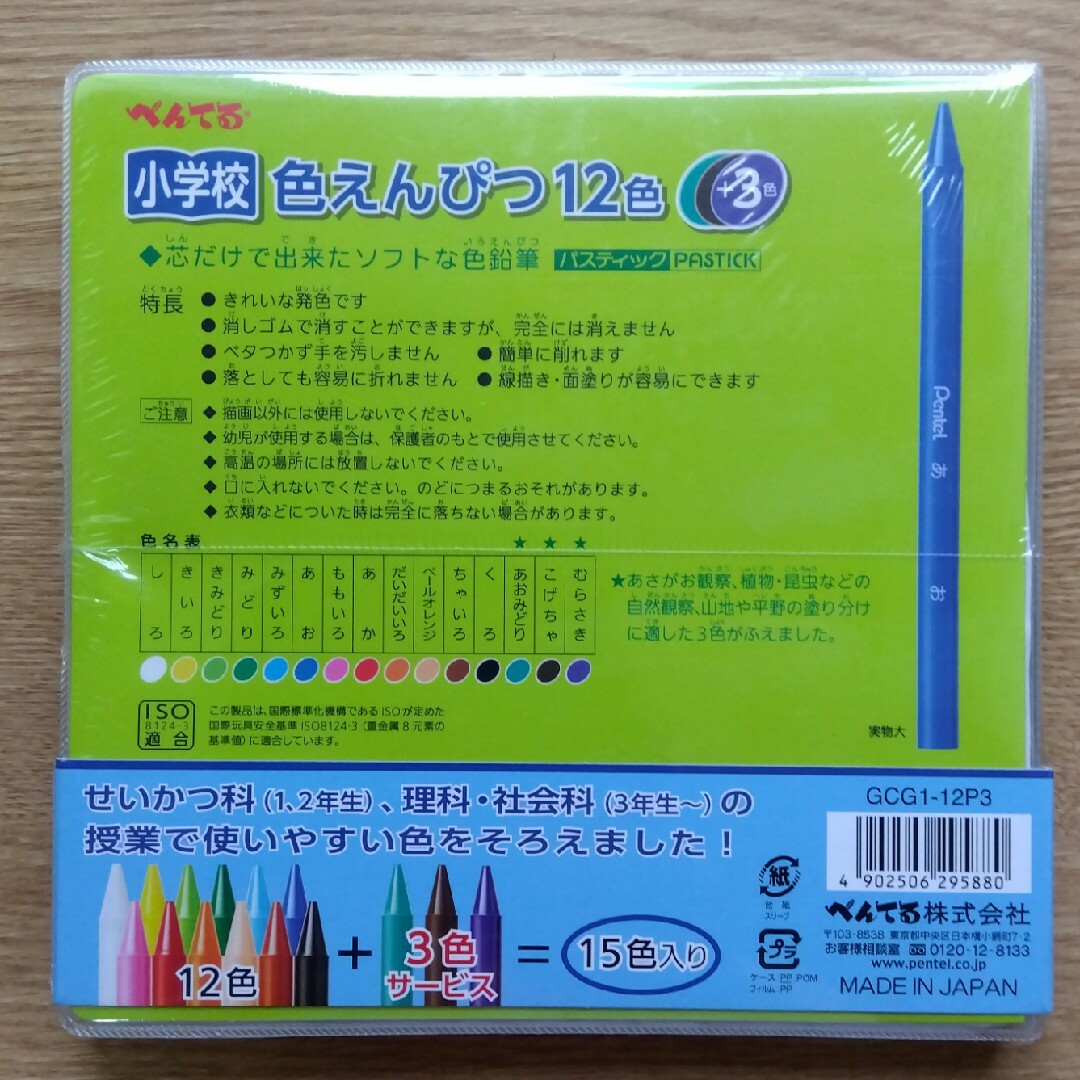 ぺんてる
小学校 色えんぴつ12色 +3色
◆芯だけで出来たソフトな色鉛筆 パスティック PASTICK
特長 ●きれいな発色です
●消しゴムで消すことができますが、完全には消えません
●ベタつかず手を汚しません ●簡単に削れます
●落としても容易に折れません ●線描き・面塗りが容易にできます
ご注意 ◆描画以外には使用しないでください。
◆幼児が使用する場合は、保護者のもとで使用させてください。
◆高温の場所には放置しないでください。
◆口に入れないでください。のどにつまるおそれがあります。
◆衣類などについた時は完全に落ちない場合があります。
色名表 ★ ★ ★
しろ
きいろ
きみどり
みどり
みずいろ
あお
ももいろ
あか
だいだいいろ
ペールオレンジ
ちゃいろ
くろ
あおみどり
こげちゃ
むらさき
★あさがお観察、植物・昆虫などの
自然観察、山地や平野の塗り分け
に適した3色がふえました。
Pentel あお
実物大
ISO
8124-3
適合
この製品は、国際標準化機構であるISOが定めた
国際玩具安全基準ISO8124-3(重金属8元素の
基準値)に適合しています。
せいかつ科(1、2年生)、理科・社会科(3年生〜)の
授業で使いやすい色をそろえました!
12色 + 3色サービス = 15色入り
紙
台紙
スリーブ
プラ
ケース PP,POM
フィルム PP
GCG1-12P3
4 902506 295880
ぺんてる株式会社
〒103-8538 東京都中央区日本橋小網町7-2
お客様相談室 0120-12-8133
www.pentel.co.jp
MADE IN JAPAN